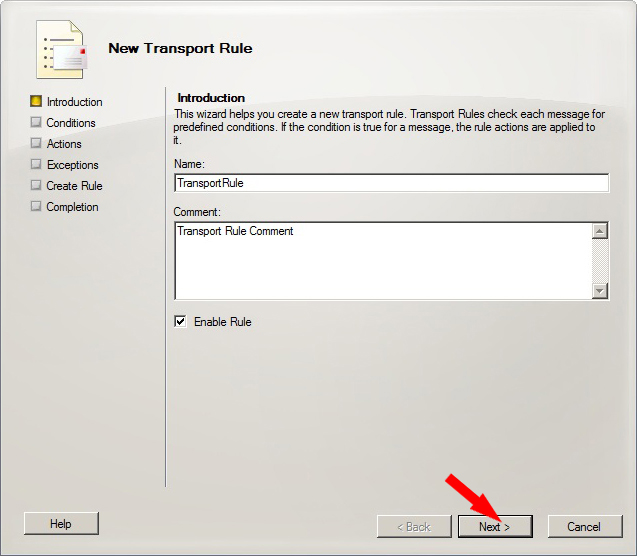 New Transport Rule
Introduction
Conditions
Actions
Exceptions
Create Rule
Completion
Introduction
This wizard helps you create a new transport rule. Transport Rules check each message for
predefined conditions. If the condition is true for a message, the rule actions are applied to
it.
Name:
TransportRule
Comment:
Transport Rule Comment
Enable Rule
Help
< Back
Next >
Cancel